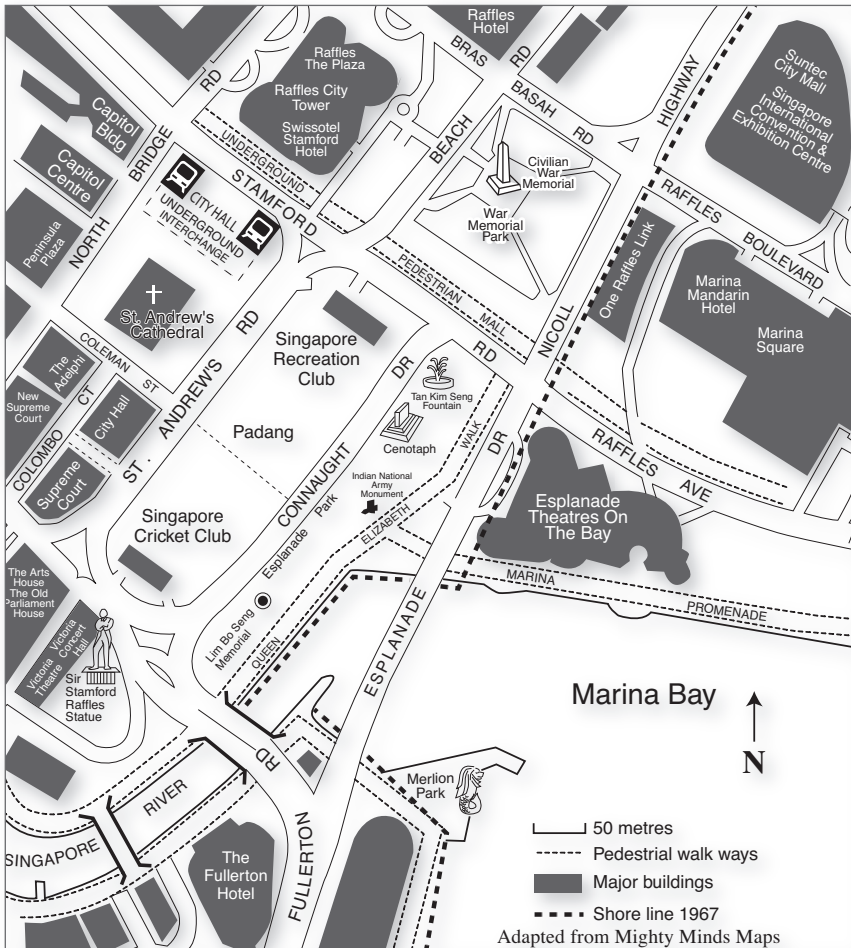 Raffles
Hotel
BRAS
BASAH
RD
RD
HIGHWAY
Suntec
City Mall
Singapore
International
Convention &
Exhibition Centre
Raffles
The Plaza
Raffles City
Tower
Swissotel
Stamford
Hotel
RD
Capitol
Bldg
Capitol
Centre
BRIDGE
NORTH
Peninsula
Plaza
UNDERGROUND
STAMFORD
BEACH
CITY HALL
UNDERGROUND
INTERCHANGE
Civilian
War
Memorial
War
Memorial
Park
RAFFLES
BOULEVARD
One Raffles Link
Marina
Mandarin
Hotel
Marina
Square
PEDESTRIAN
MALL
NICOLL
St. Andrew's
Cathedral
RD
Singapore
Recreation
Club
DR
RD
COLEMAN
ST
The
Adelphi
New
Supreme
Court
CT
COLOMBO
City Hall
Supreme
Court
ST. ANDREW'S
Padang
Tan Kim Seng
Fountain
Cenotaph
WALK
DR
RAFFLES
AVE
CONNAUGHT
Indian National
Army
Monument
ELIZABETH
Esplanade Park
Esplanade
Theatres On
The Bay
Singapore
Cricket Club
MARINA
PROMENADE
The Arts
House
The Old
Parliament
House
Victoria
Concert
Hall
Victoria
Theatre
Sir
Stamford
Raffles
Statue
Lim Bo Seng
Memorial
QUEEN
ESPLANADE
Marina Bay
N
RD
Merlion
Park
RIVER
SINGAPORE
FULLERTON
The
Fullerton
Hotel
50 metres
Pedestrial walk ways
Major buildings
Shore line 1967
Adapted from Mighty Minds Maps